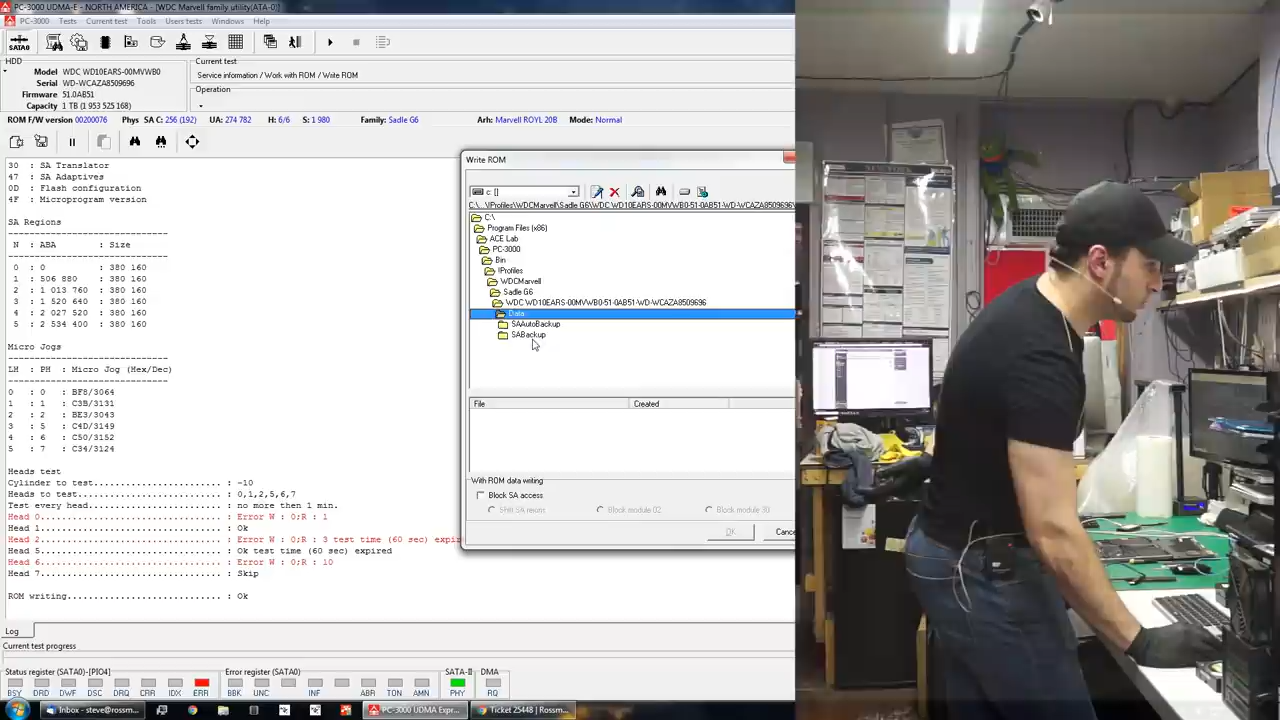 PC-3000 UDMA-E - NORTH AMERICA - [WDC Marvell family utility(ATA-0)]
PC-3000 Tests Current test Tools Users tests Windows Help
SATA0
HDD
Model WDC WD10EARS-00MVWB0
Serial WD-WCAZA8509696
Firmware 51.0AB51
Capacity 1 TB (1 953 525 168)
Current test
Service information / Work with ROM / Write ROM
Operation
ROM F/W version 00200076 Phys SA C: 256 (192) UA: 274 782 H: 6/6 S: 1 980 Family: Sadle G6 Arh: Marvell ROYL 20B Mode: Normal
30 : SA Translator
47 : SA Adaptives
0D : Flash configuration
4F : Microprogram version
SA Regions
N : ABA : Size
0 : 0 : 380 160
1 : 506 880 : 380 160
2 : 1 013 760 : 380 160
3 : 1 520 640 : 380 160
4 : 2 027 520 : 380 160
5 : 2 534 400 : 380 160
Micro Jogs
LH : PH : Micro Jog (Hex/Dec)
0 : 0 : BF8/3064
1 : 1 : C3B/3131
2 : 2 : BE3/3043
3 : 5 : C4D/3149
4 : 6 : C50/3152
5 : 7 : C34/3124
Heads test
Cylinder to test : -10
Heads to test : 0,1,2,5,6,7
Test every head : no more then 1 min.
Head 0 : Error W : 0;R : 1
Head 1 : Ok
Head 2 : Error W : 0;R : 3 test time (60 sec) expir
Head 5 : Ok test time (60 sec) expired
Head 6 : Error W : 0;R : 10
Head 7 : Skip
ROM writing : Ok
Write ROM
c: []
C:\...\!Profiles\WDCMarvell\Sadle G6\WDC WD10EARS-00MVWB0-51-0AB51-WD-WCAZA8509696\
C:\
Program Files (x86)
ACE Lab
PC-3000
Bin
!Profiles
WDCMarvell
Sadle G6
WDC WD10EARS-00MVWB0-51-0AB51-WD-WCAZA8509696
Data
SAAutoBackup
SABackup
File Created
With ROM data writing
Block SA access
Shift SA regions Block module 02 Block module 30
OK Cance
Log
Current test progress
Status register (SATA0)-[PIO4] Error register (SATA0) SATA-II DMA
BSY DRD DWF DSC DRQ CRR IDX ERR BBK UNC INF ABR TON AMN PHY RQ
Inbox - steve@rossm... PC-3000 UDMA Expr... Ticket 25448 | Rossm...